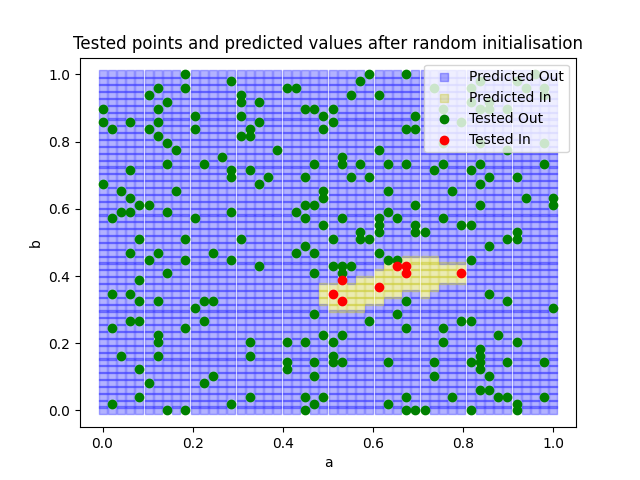 Tested points and predicted values after random initialisation
Predicted Out
Predicted In
Tested Out
Tested In
1.0
0.8
0.6
0.4
0.2
0.0
b
0.0 0.2 0.4 0.6 0.8 1.0
a